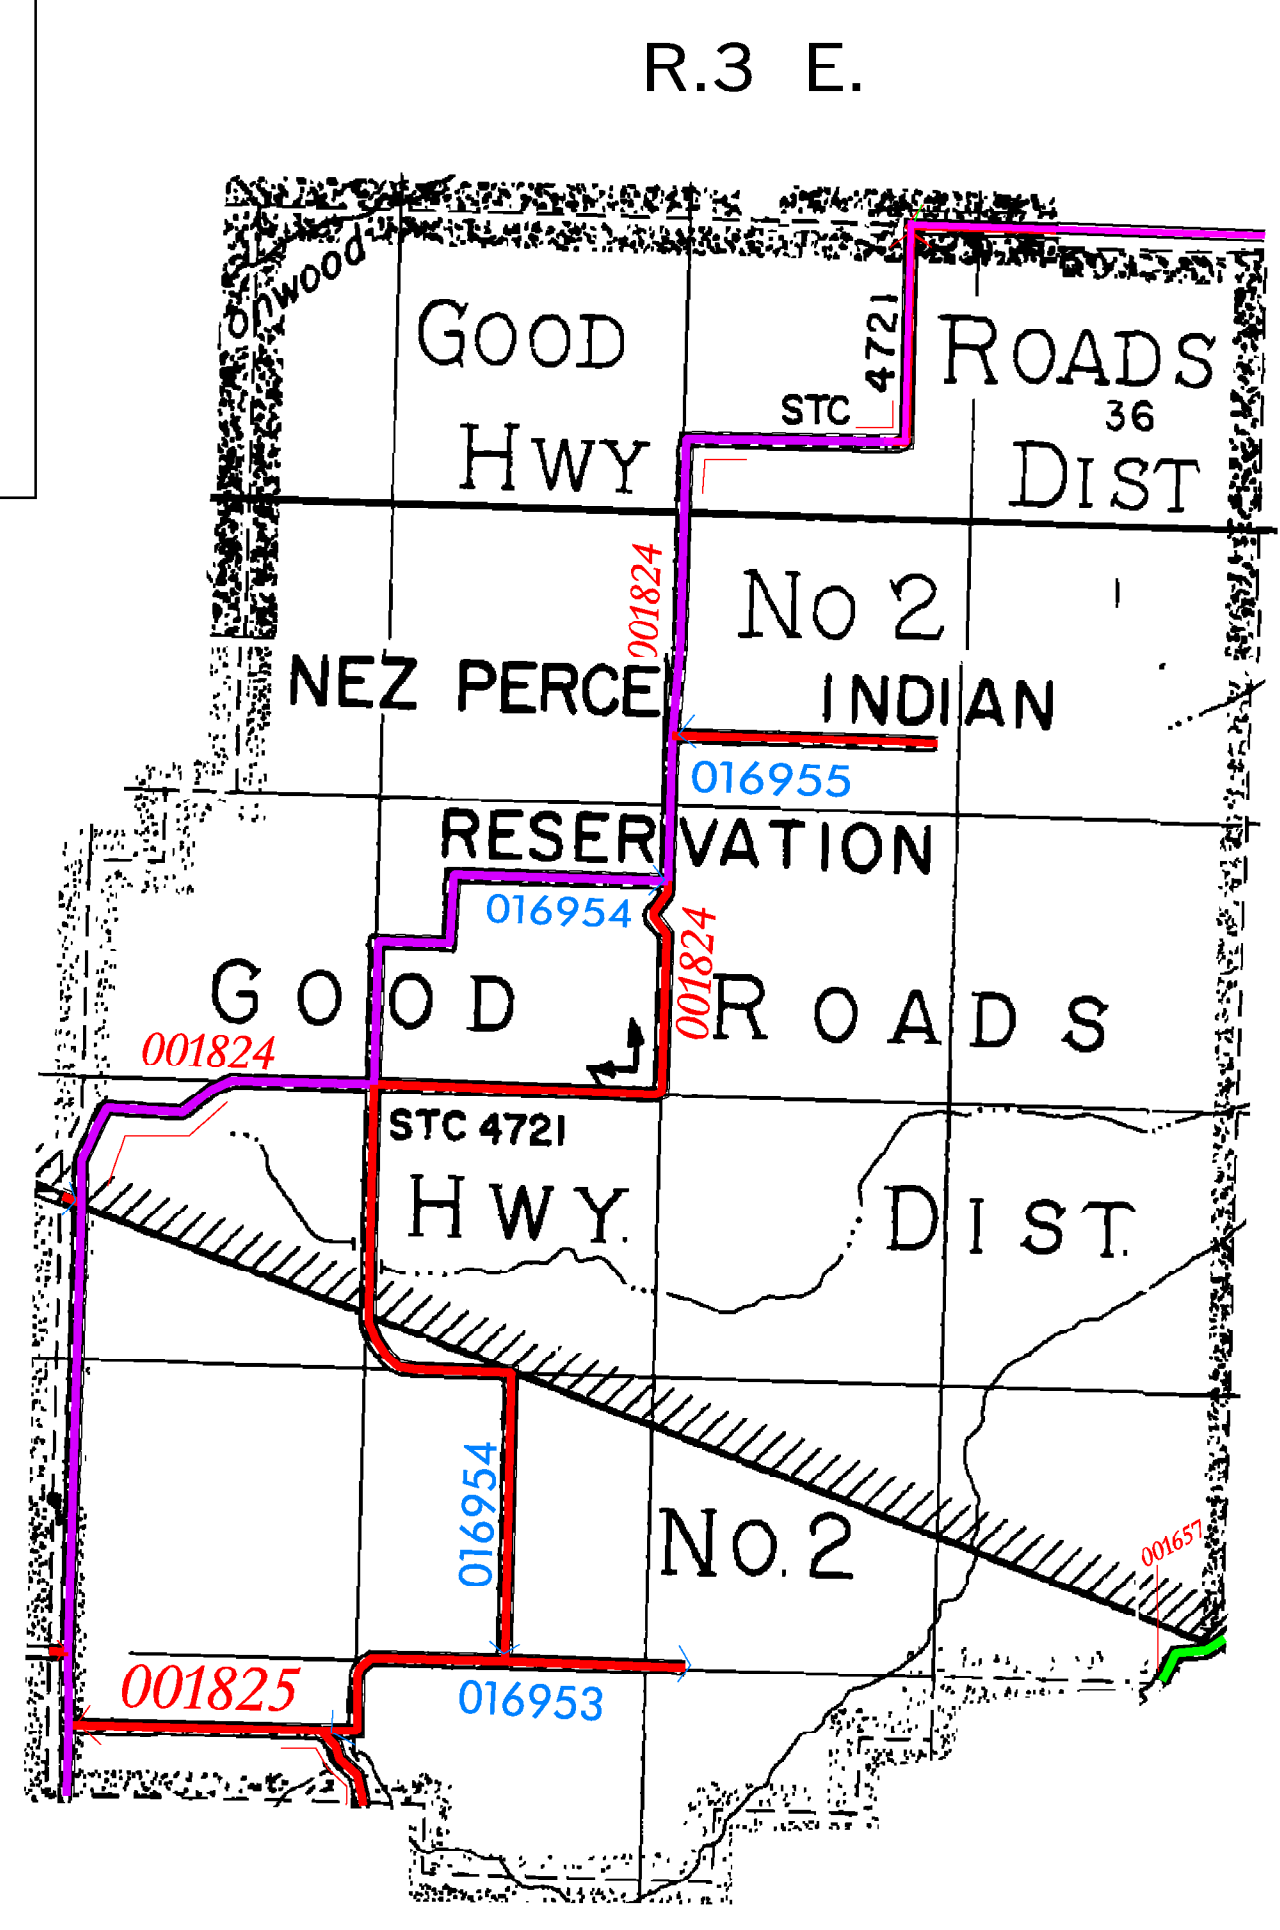 R.3 E.
GOOD ROADS
4721
STC
36
HWY DIST
001824
No 2
NEZ PERCE INDIAN
016955
RESERVATION
016954
001824
GOOD ROADS
001824
STC 4721
HWY. DIST.
016954
No. 2
001657
001825
016953